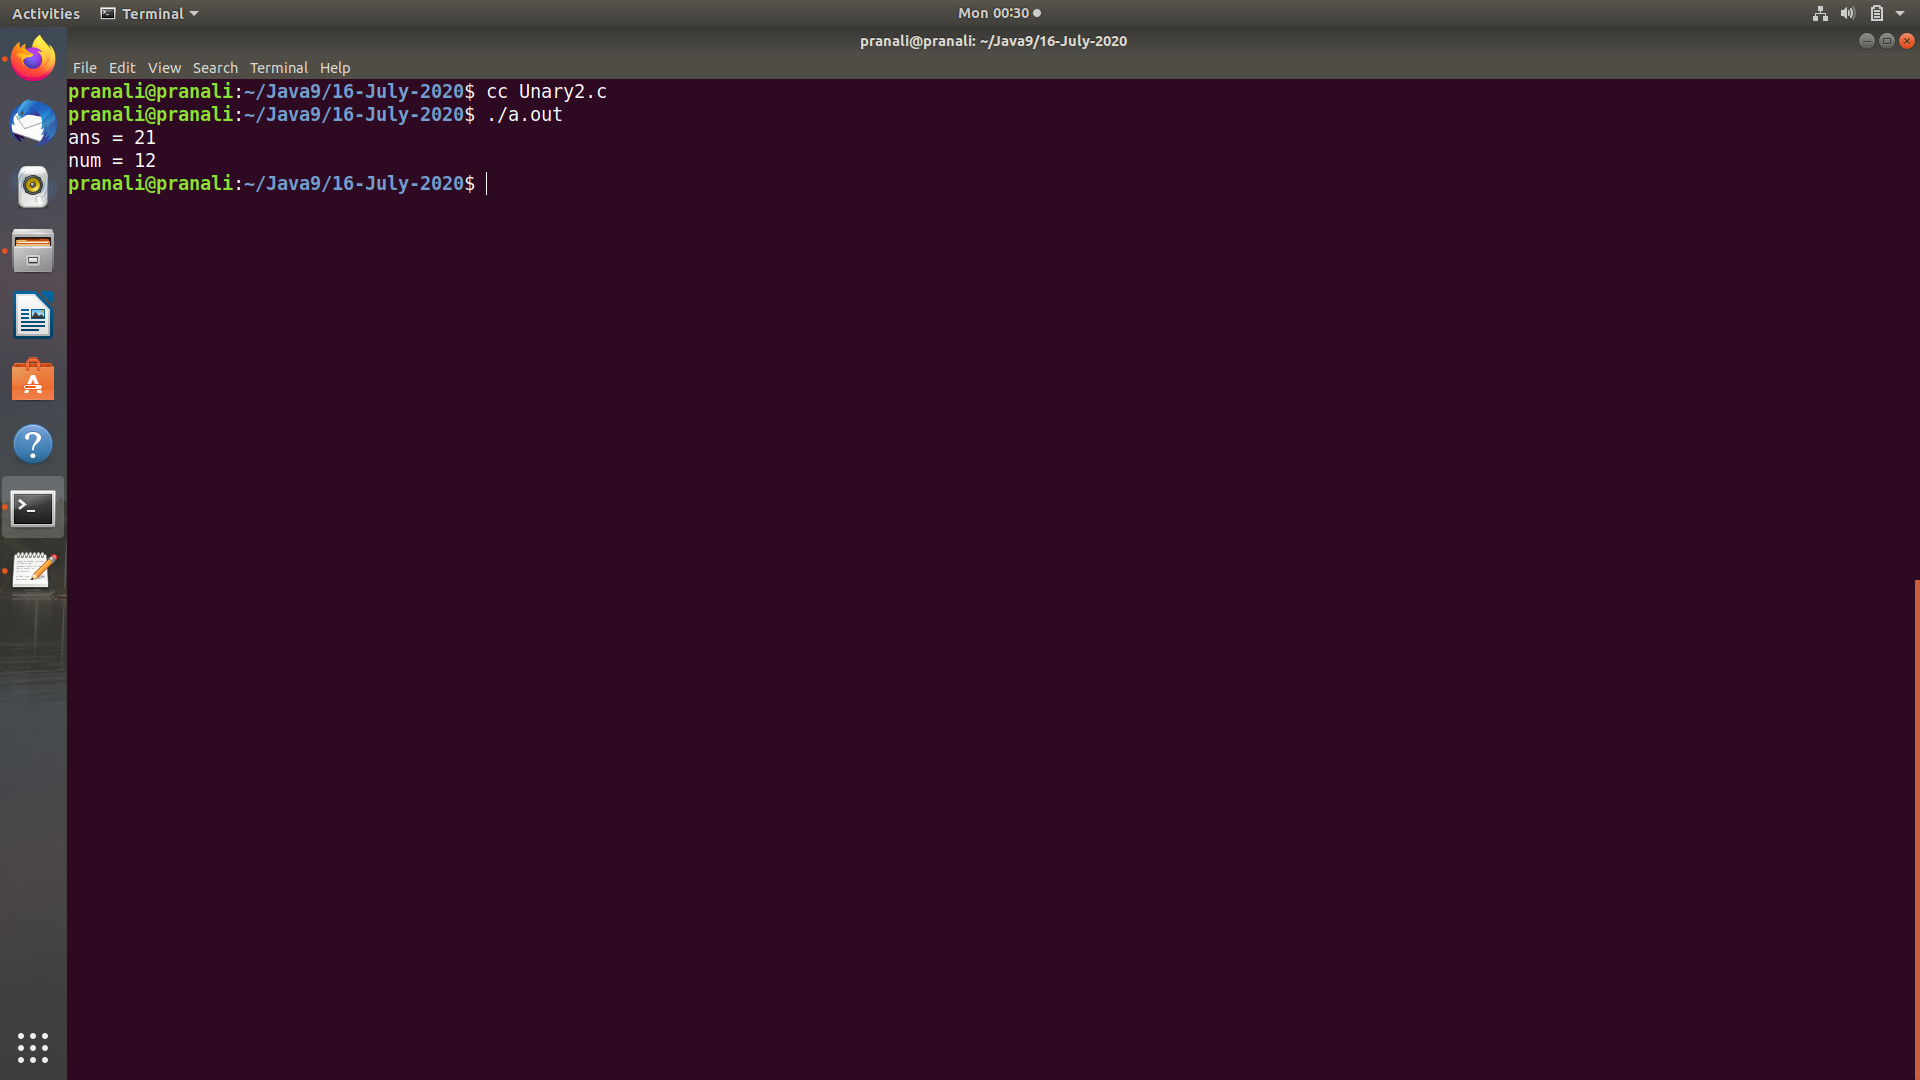 Activities Terminal Mon 00:30
pranali@pranali: ~/Java9/16-July-2020
File Edit View Search Terminal Help
pranali@pranali:~/Java9/16-July-2020$ cc Unary2.c
pranali@pranali:~/Java9/16-July-2020$ ./a.out
ans = 21
num = 12
pranali@pranali:~/Java9/16-July-2020$